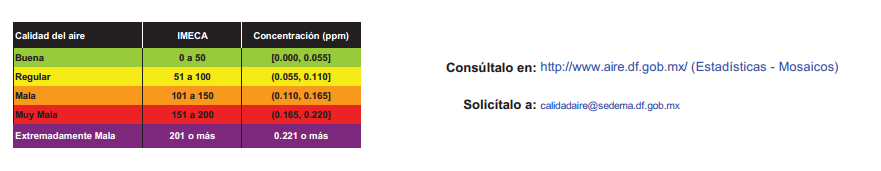 Calidad del aire IMECA Concentración (ppm)
Buena 0 a 50 [0.000, 0.055]
Regular 51 a 100 (0.055, 0.110]
Mala 101 a 150 (0.110, 0.165]
Muy Mala 151 a 200 (0.165, 0.220]
Extremadamente Mala 201 o más 0.221 o más
Consúltalo en: http://www.aire.df.gob.mx/ (Estadísticas - Mosaicos)
Solicítalo a: calidadaire@sedema.df.gob.mx